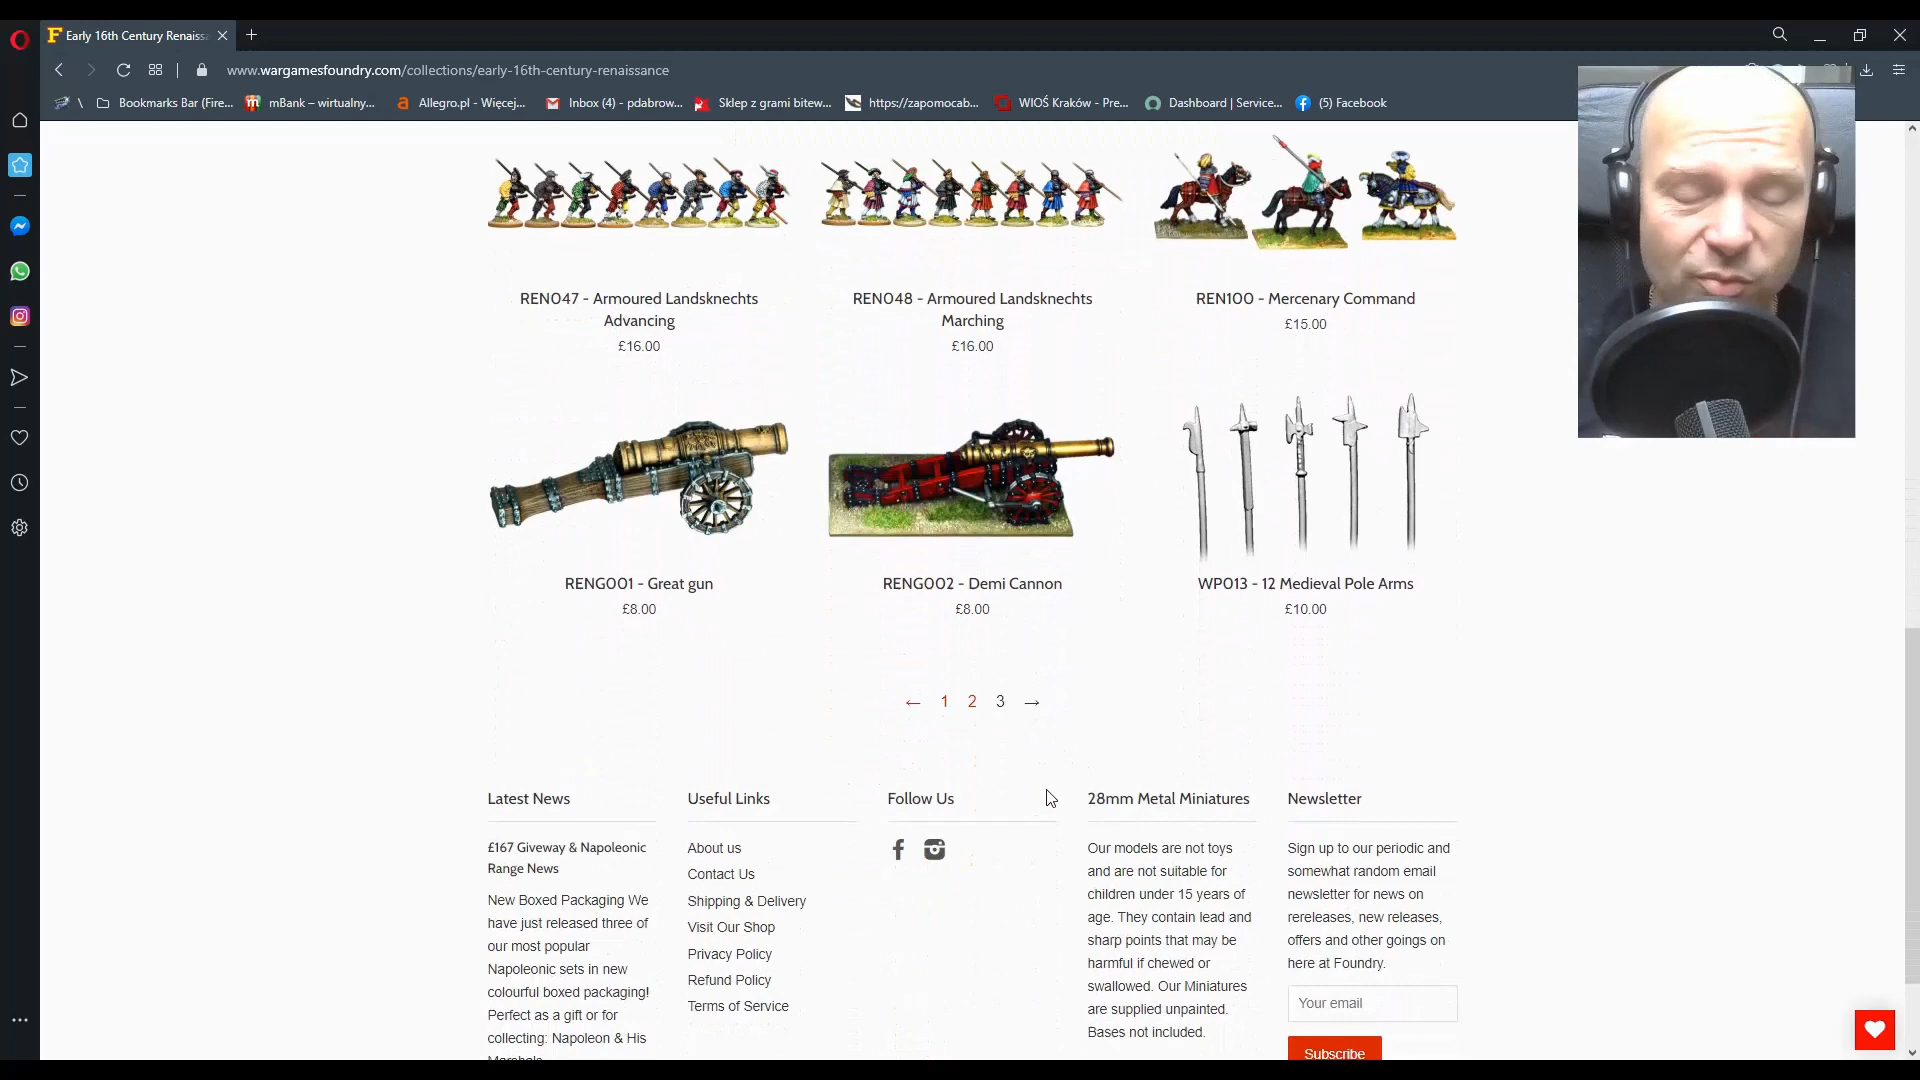 Early 16th Century Renaiss
www.wargamesfoundry.com/collections/early-16th-century-renaissance
\ Bookmarks Bar (Fire... mBank – wirtualny... Allegro.pl - Więcej... Inbox (4) - pdabrow... Sklep z grami bitew... https://zapomocab... WIOŚ Kraków - Pre... Dashboard | Service... (5) Facebook
REN047 - Armoured Landsknechts
Advancing
£16.00
REN048 - Armoured Landsknechts
Marching
£16.00
REN100 - Mercenary Command
£15.00
RENG001 - Great gun
£8.00
RENG002 - Demi Cannon
£8.00
WP013 - 12 Medieval Pole Arms
£10.00
← 1 2 3 →
Latest News
£167 Giveway & Napoleonic
Range News
New Boxed Packaging We
have just released three of
our most popular
Napoleonic sets in new
colourful boxed packaging!
Perfect as a gift or for
collecting: Napoleon & His
Marshals
Useful Links
About us
Contact Us
Shipping & Delivery
Visit Our Shop
Privacy Policy
Refund Policy
Terms of Service
Follow Us
28mm Metal Miniatures
Our models are not toys
and are not suitable for
children under 15 years of
age. They contain lead and
sharp points that may be
harmful if chewed or
swallowed. Our Miniatures
are supplied unpainted.
Bases not included.
Newsletter
Sign up to our periodic and
somewhat random email
newsletter for news on
rereleases, new releases,
offers and other goings on
here at Foundry.
Your email
Subscribe